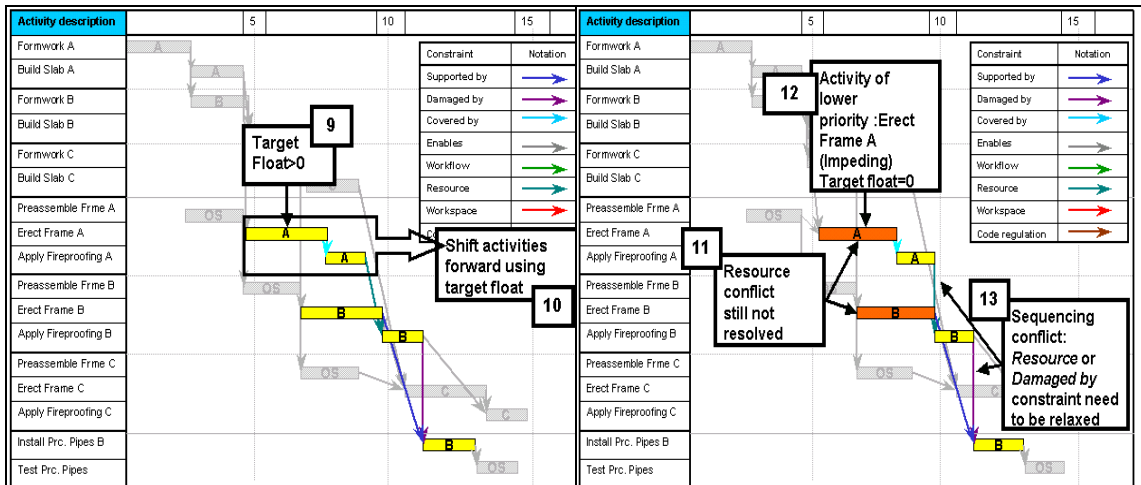 Activity description
5
10
15
Formwork A
A
Constraint
Notation
Build Slab A
A
Supported by
Formwork B
B
Damaged by
Build Slab B
Covered by
9
Target
Float>0
Enables
Formwork C
Workflow
Build Slab C
C
Resource
Preassemble Frme A
OS
Workspace
Erect Frame A
A
Apply Fireproofing A
A
Shift activities
forward using
target float
10
Preassemble Frme B
OS
Erect Frame B
B
Apply Fireproofing B
B
Preassemble Frme C
OS
Erect Frame C
C
Apply Fireproofing C
C
Install Prc. Pipes B
B
Test Prc. Pipes
OS
Activity description
5
10
15
Formwork A
A
Constraint
Notation
Build Slab A
A
Supported by
Formwork B
Damaged by
Build Slab B
Covered by
12
Activity of
lower
priority :Erect
Frame A
(Impeding)
Target float=0
Enables
Formwork C
Workflow
Build Slab C
Resource
Preassemble Frme A
OS
Workspace
Erect Frame A
A
Code regulation
Apply Fireproofing A
A
11
Resource
conflict
still not
resolved
Preassemble Frme B
Erect Frame B
B
Apply Fireproofing B
B
13
Sequencing
conflict:
Resource or
Damaged by
constraint need
to be relaxed
Preassemble Frme C
OS
Erect Frame C
C
Apply Fireproofing C
Install Prc. Pipes B
B
Test Prc. Pipes
OS